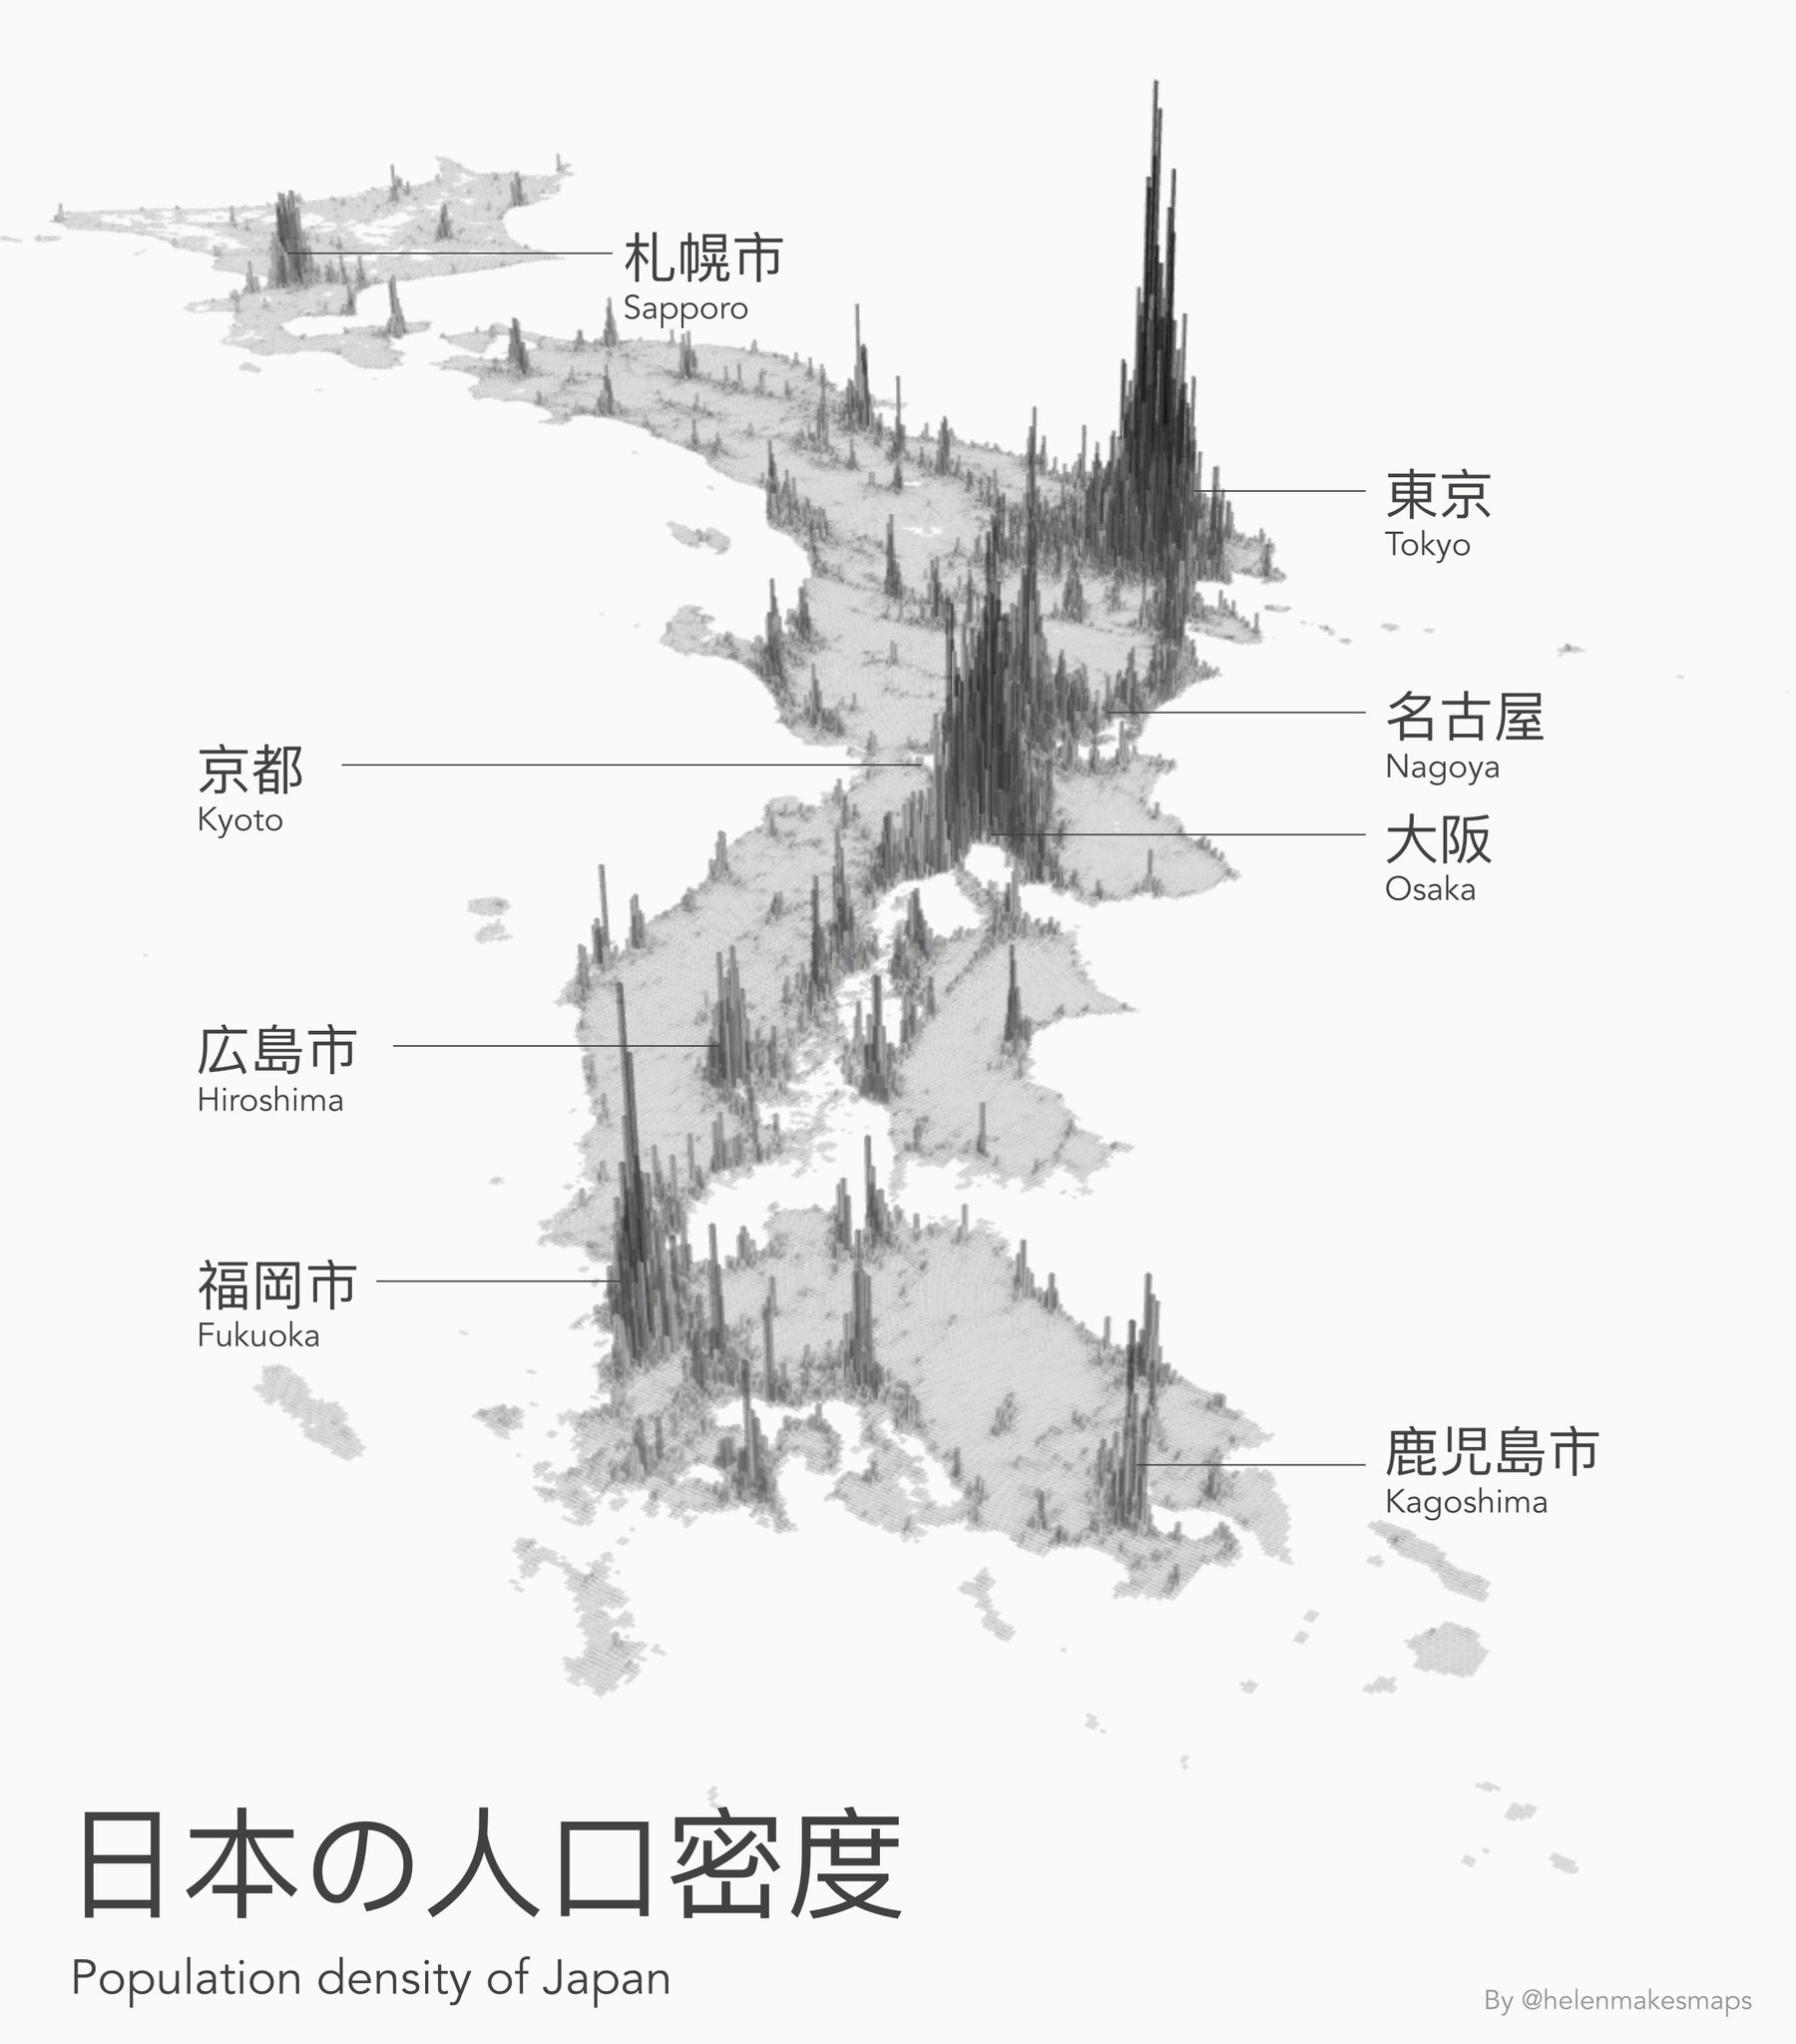 札幌市
Sapporo
東京
Tokyo
名古屋
Nagoya
京都
Kyoto
大阪
Osaka
広島市
Hiroshima
福岡市
Fukuoka
鹿児島市
Kagoshima
日本の人口密度
Population density of Japan
By @helenmakesmaps